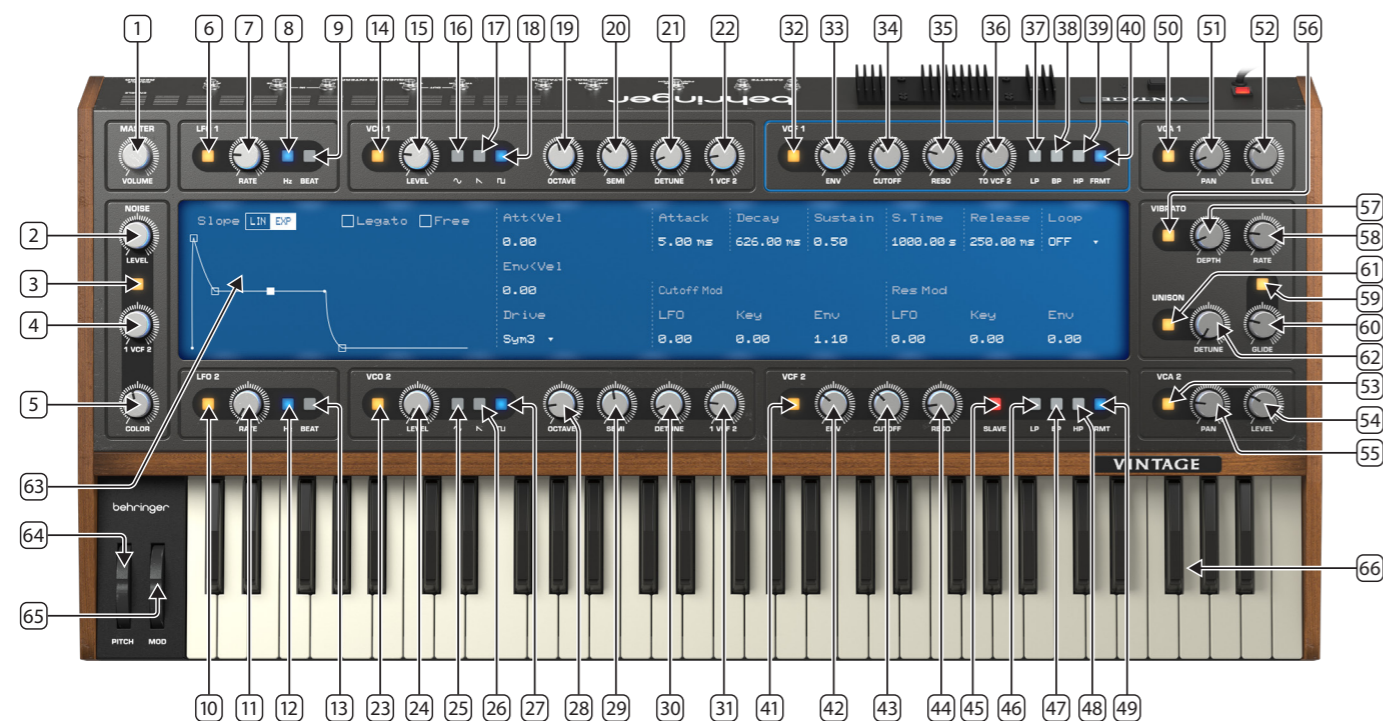 1 6 7 8 9 14 15 16 17 18 19 20 21 22 32 33 34 35 36 37 38 39 40 50 51 52 56
behringer
VINTAGE
MASTER
VOLUME
LFO 1
RATE Hz BEAT
VCO 1
LEVEL OCTAVE SEMI DETUNE 1 VCF 2
VCF 1
ENV CUTOFF RESO TO VCF 2 LP BP HP FRMT
VCA 1
PAN LEVEL
2 3 4 5
NOISE
LEVEL
1 VCF 2
COLOR
Slope LIN EXP Legato Free
Att<Vel Attack Decay Sustain S.Time Release Loop
0.00 5.00 ms 626.00 ms 0.50 1000.00 s 250.00 ms OFF
Env<Vel
0.00 Cutoff Mod Res Mod
Drive LFO Key Env LFO Key Env
Sym3 0.00 0.00 1.10 0.00 0.00 0.00
VIBRATO
DEPTH RATE
UNISON
DETUNE GLIDE
57 58 61 59 60 62
LFO 2
RATE Hz BEAT
VCO 2
LEVEL OCTAVE SEMI DETUNE 1 VCF 2
VCF 2
ENV CUTOFF RESO SLAVE LP BP HP FRMT
VCA 2
PAN LEVEL
53 54 55
VINTAGE
63 64 65 66
behringer
PITCH MOD
10 11 12 13 23 24 25 26 27 28 29 30 31 41 42 43 44 45 46 47 48 49